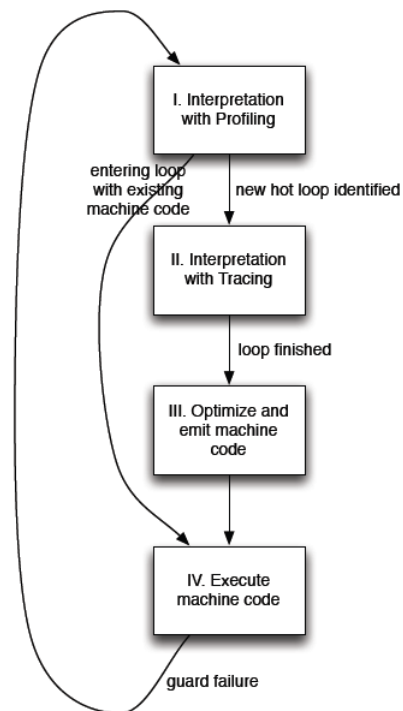 I. Interpretation
with Profiling
entering loop
with existing
machine code
new hot loop identified
II. Interpretation
with Tracing
loop finished
III. Optimize and
emit machine
code
IV. Execute
machine code
guard failure